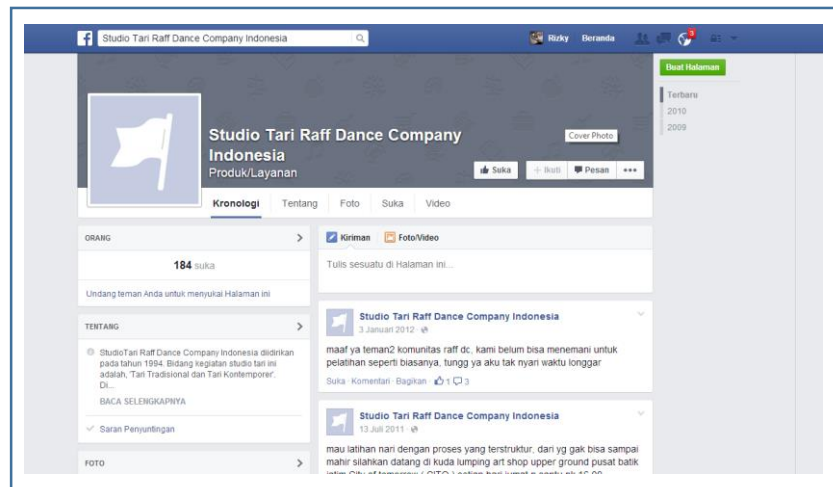 Studio Tari Raff Dance Company Indonesia
Rizky Beranda
3
Buat Halaman
Terbaru
2010
2009
Studio Tari Raff Dance Company
Indonesia
Produk/Layanan
Cover Photo
Suka
Ikuti
Pesan
Kronologi Tentang Foto Suka Video
ORANG
184 suka
Undang teman Anda untuk menyukai Halaman ini
TENTANG
StudioTari Raff Dance Company Indonesia didirikan
pada tahun 1994. Bidang kegiatan studio tari ini
adalah, 'Tari Tradisional dan Tari Kontemporer'.
Di...
BACA SELENGKAPNYA
Saran Penyuntingan
FOTO
Kiriman Foto/Video
Tulis sesuatu di Halaman ini...
Studio Tari Raff Dance Company Indonesia
3 Januari 2012
maaf ya teman2 komunitas raff dc, kami belum bisa menemani untuk
pelatihan seperti biasanya, tungg ya aku tak nyari waktu longgar
Suka · Komentari · Bagikan · 1 3
Studio Tari Raff Dance Company Indonesia
13 Juli 2011
mau latihan nari dengan proses yang terstruktur, dari yg gak bisa sampai
mahir silahkan datang di kuda lumping art shop upper ground pusat batik